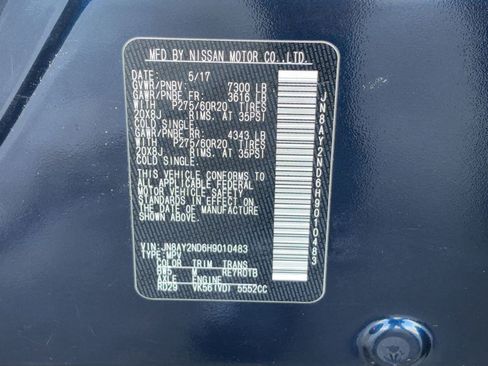 MFD BY NISSAN MOTOR CO.,LTD.
DATE: 5/17
GVWR/PNBV: 7300 LB
GAWR/PNBE FR: 3616 LB
WITH P275/60R20 TIRES
20X8J RIMS, AT 35PSI
COLD SINGLE
GAWR/PNBE RR: 4343 LB
WITH P275/60R20 TIRES
20X8J RIMS, AT 35PSI
COLD SINGLE
THIS VEHICLE CONFORMS TO
ALL APPLICABLE FEDERAL
MOTOR VEHICLE SAFETY
STANDARDS IN EFFECT ON
THE DATE OF MANUFACTURE
SHOWN ABOVE.
VIN: JN8AY2ND6H9010483
TYPE: MPV
COLOR TRIM TRANS
BW5 M RE7R01B
AXLE ENGINE
RD29 VK56(VD) 5552CC
JN8AY2ND6H9010483